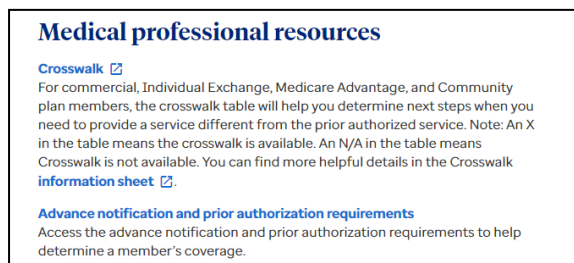 Medical professional resources
Crosswalk
For commercial, Individual Exchange, Medicare Advantage, and Community
plan members, the crosswalk table will help you determine next steps when you
need to provide a service different from the prior authorized service. Note: An X
in the table means the crosswalk is available. An N/A in the table means
Crosswalk is not available. You can find more helpful details in the Crosswalk
information sheet.
Advance notification and prior authorization requirements
Access the advance notification and prior authorization requirements to help
determine a member’s coverage.